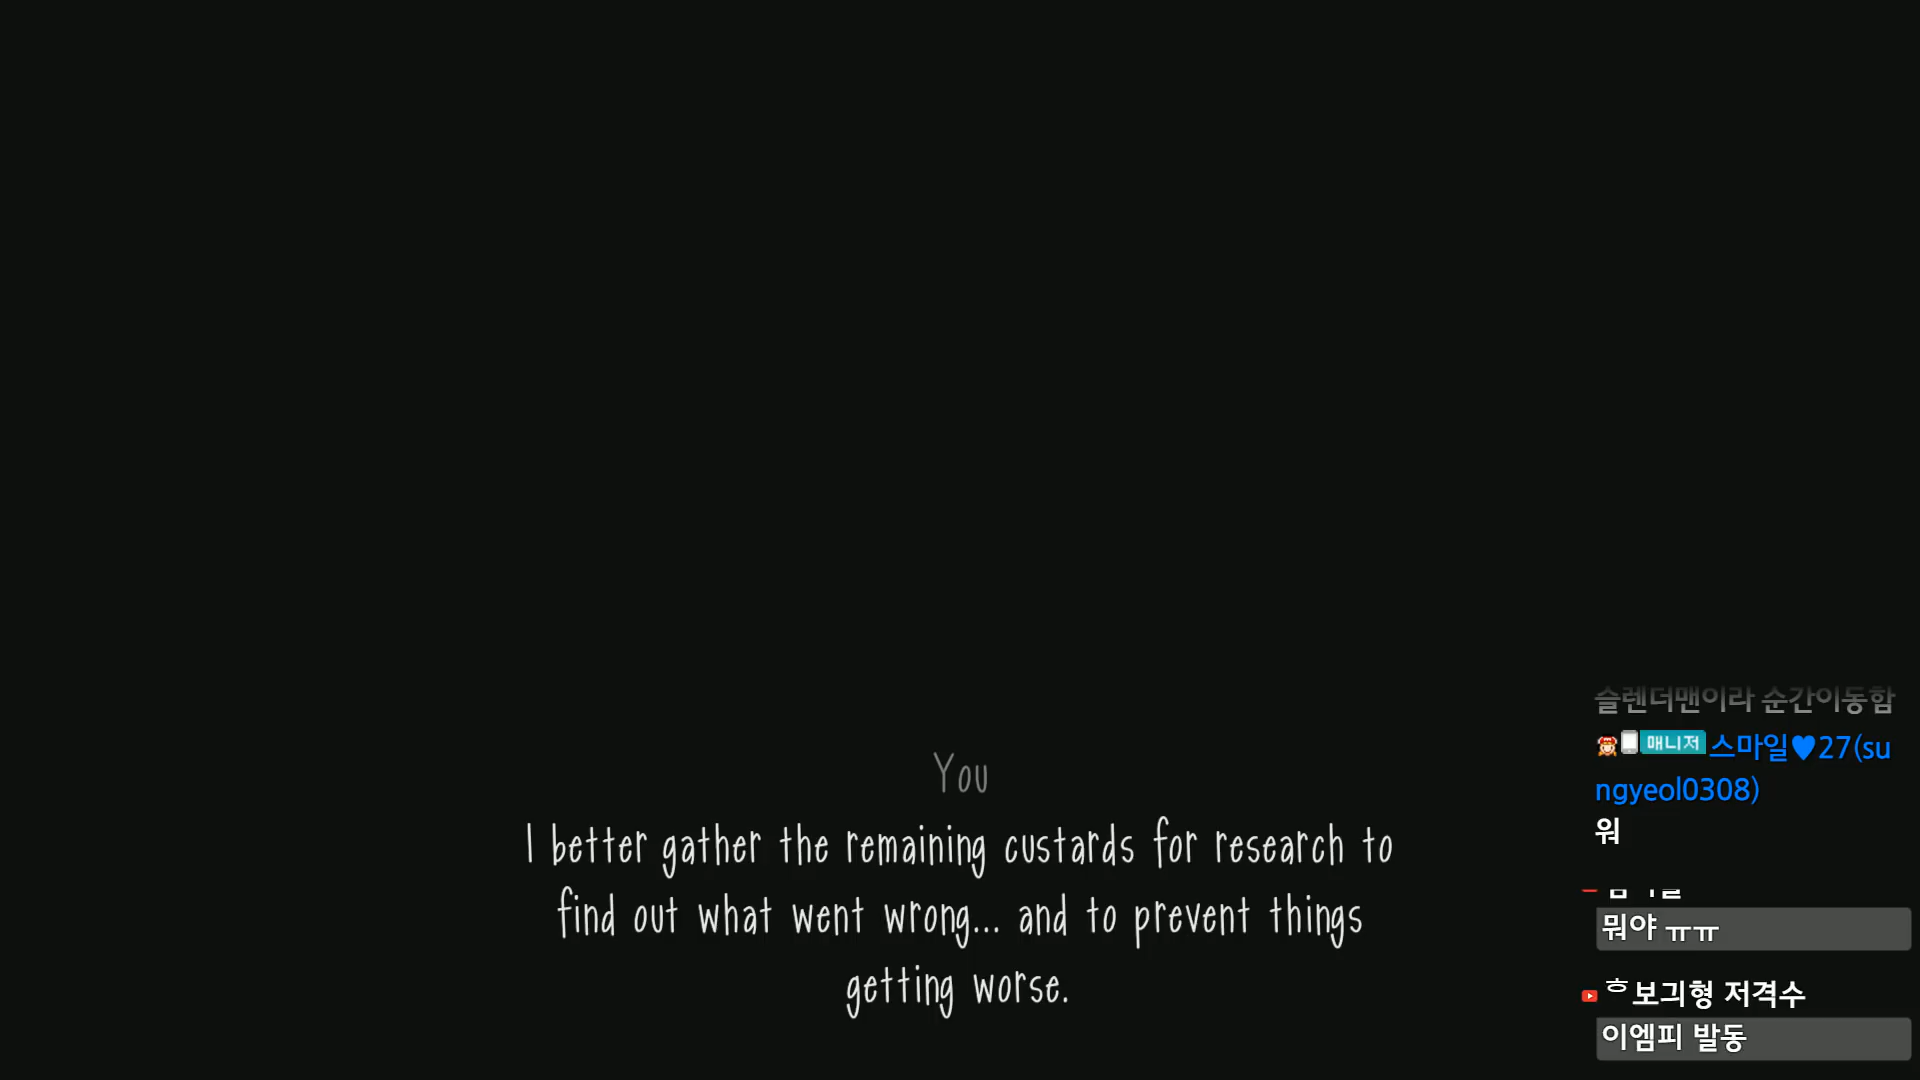 You
I better gather the remaining custards for research to
find out what went wrong... and to prevent things
getting worse.
슬렌더맨이라 순간이동함
매니저 스마일♥27(su
ngyeol0308)
워
뭐야 ㅠㅠ
ᄒ보긔형 저격수
이엠피 발동